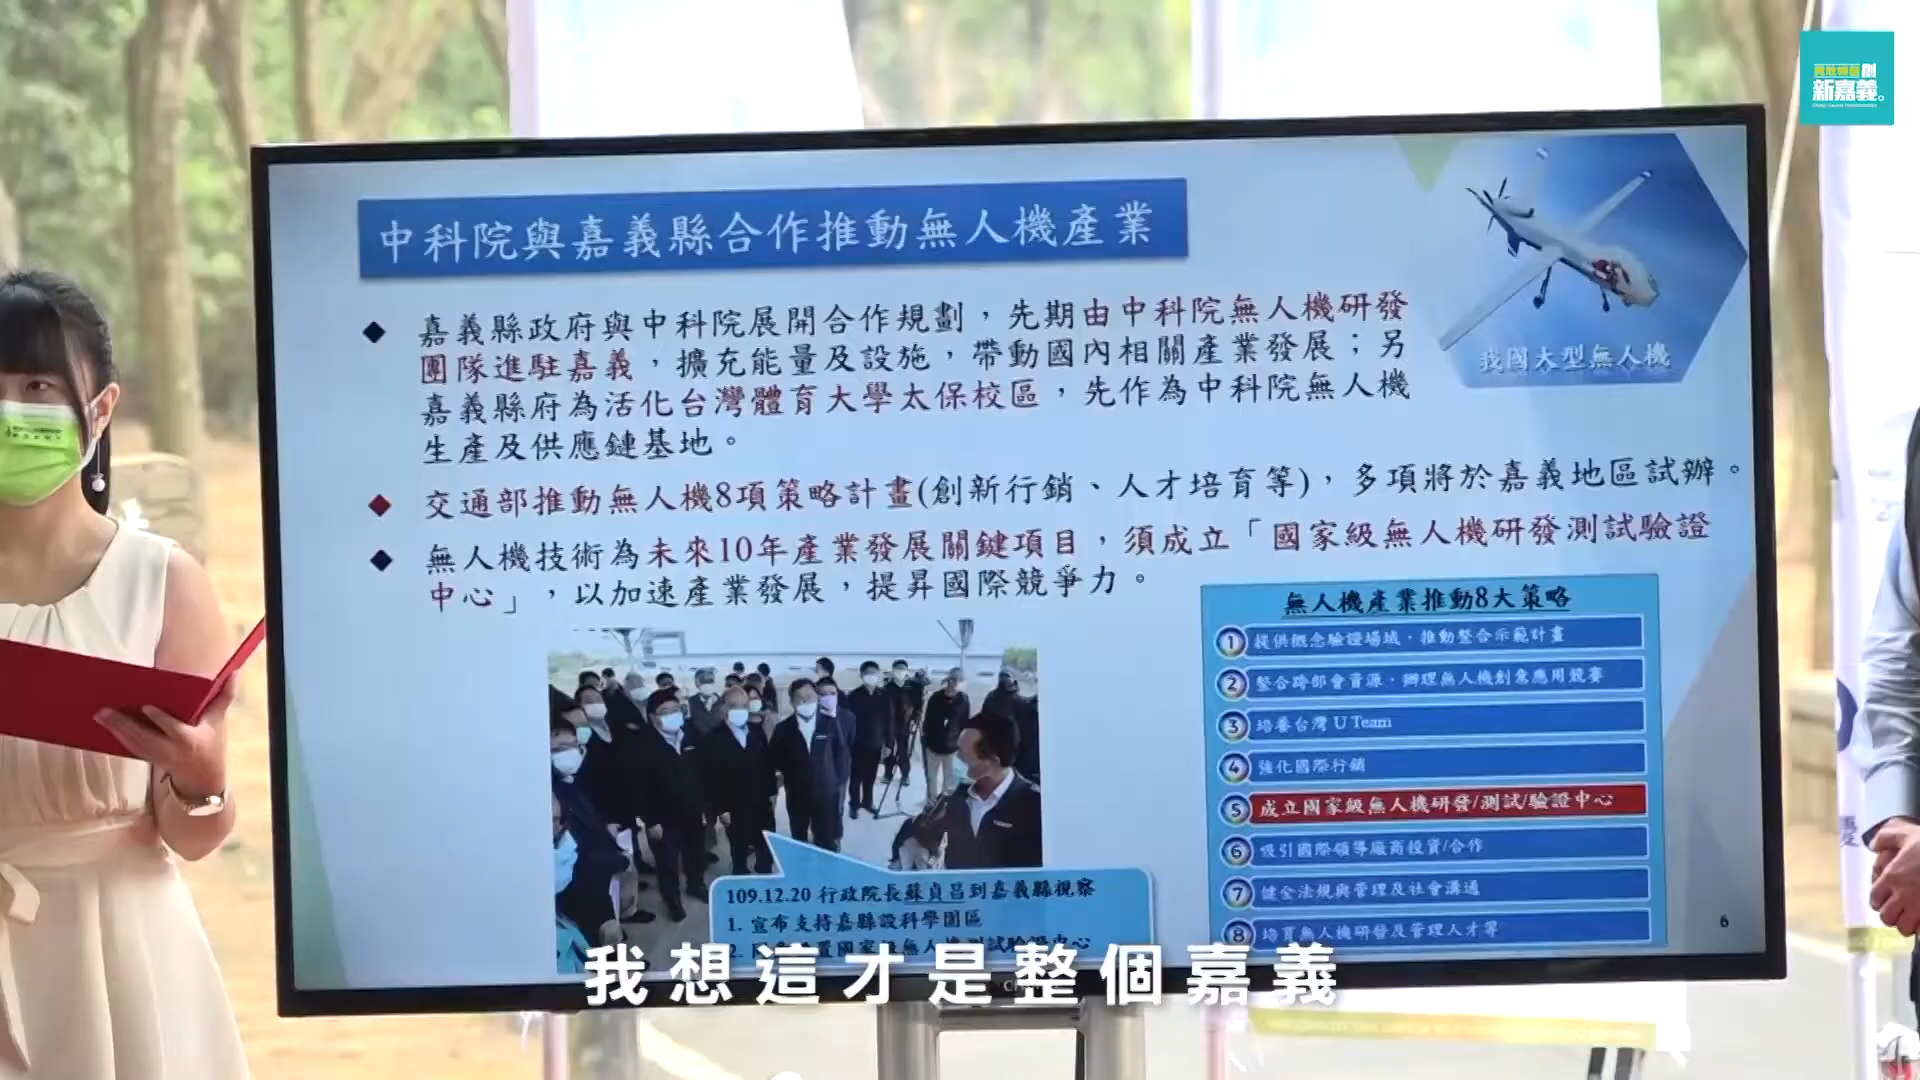 創
新嘉義。
中科院與嘉義縣合作推動無人機產業
我國大型無人機
嘉義縣政府與中科院展開合作規劃，先期由中科院無人機研發
團隊進駐嘉義，擴充能量及設施，帶動國內相關產業發展；另
嘉義縣府為活化台灣體育大學太保校區，先作為中科院無人機
生產及供應鏈基地。
交通部推動無人機8項策略計畫(創新行銷、人才培育等)，多項將於嘉義地區試辦。
無人機技術為未來10年產業發展關鍵項目，須成立「國家級無人機研發測試驗證
中心」，以加速產業發展，提昇國際競爭力。
無人機產業推動8大策略
1 提供概念驗證場域，推動整合示範計畫
2 整合跨部會資源，辦理無人機創意應用競賽
3 培養台灣 U Team
4 強化國際行銷
5 成立國家級無人機研發/測試/驗證中心
6 吸引國際領導廠商投資/合作
7 健全法規與管理及社會溝通
8 培育無人機研發及管理人才等
109.12.20 行政院長蘇貞昌到嘉義縣視察
1. 宣布支持嘉縣設科學園區
2. 置國家級無人機測試驗證中心
6
我想這才是整個嘉義